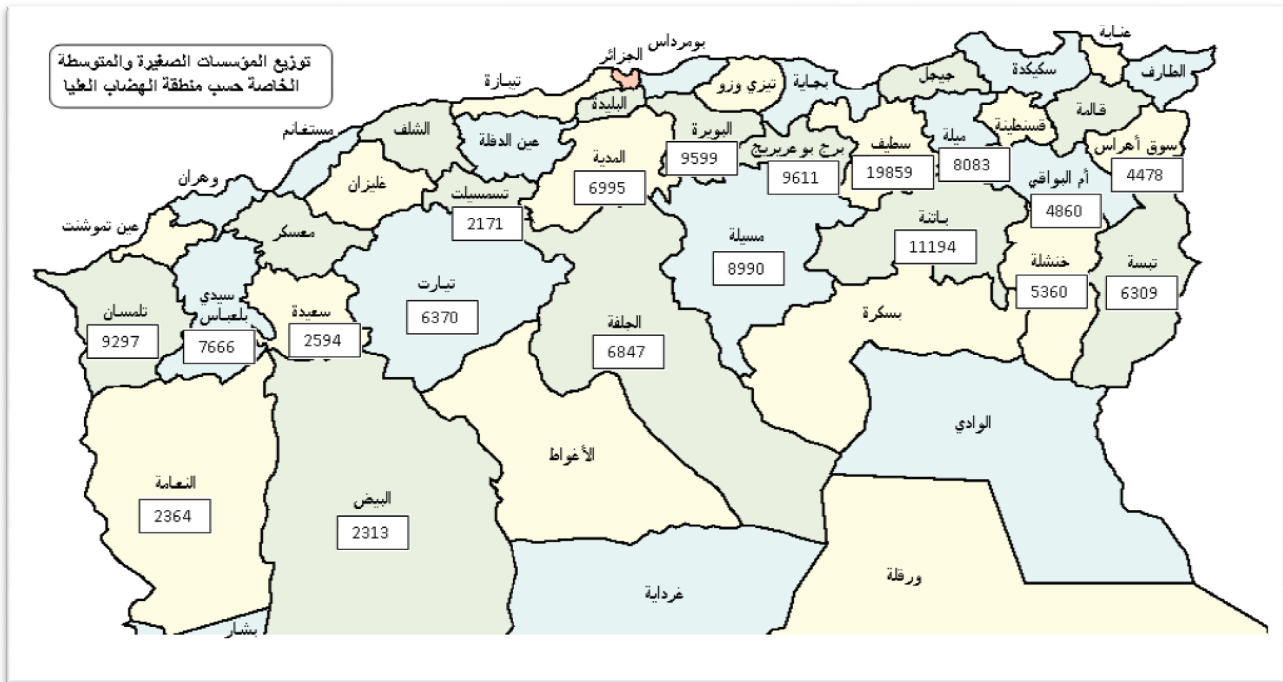 توزيع المؤسسات الصغيرة والمتوسطة
الخاصة حسب منطقة الهضاب العليا
عنابة
الطارف
سكيكدة
جيجل
بجاية
تيزي وزو
بومرداس
الجزائر
تيبازة
البليدة
قالمة
قسنطينة
ميلة
8083
سطيف
19859
برج بوعريريج
9611
البويرة
9599
المدية
6995
عين الدفلة
الشلف
مستغانم
سوق أهراس
4478
أم البواقي
4860
غليزان
تسمسيلت
2171
وهران
عين تموشنت
معسكر
باتنة
11194
مسيلة
8990
خنشلة
5360
تبسة
6309
تيارت
6370
سعيدة
2594
سيدي
بلعباس
7666
تلمسان
9297
الجلفة
6847
بسكرة
الوادي
الأغواط
النعامة
2364
البيض
2313
ورقلة
غرداية
بشار